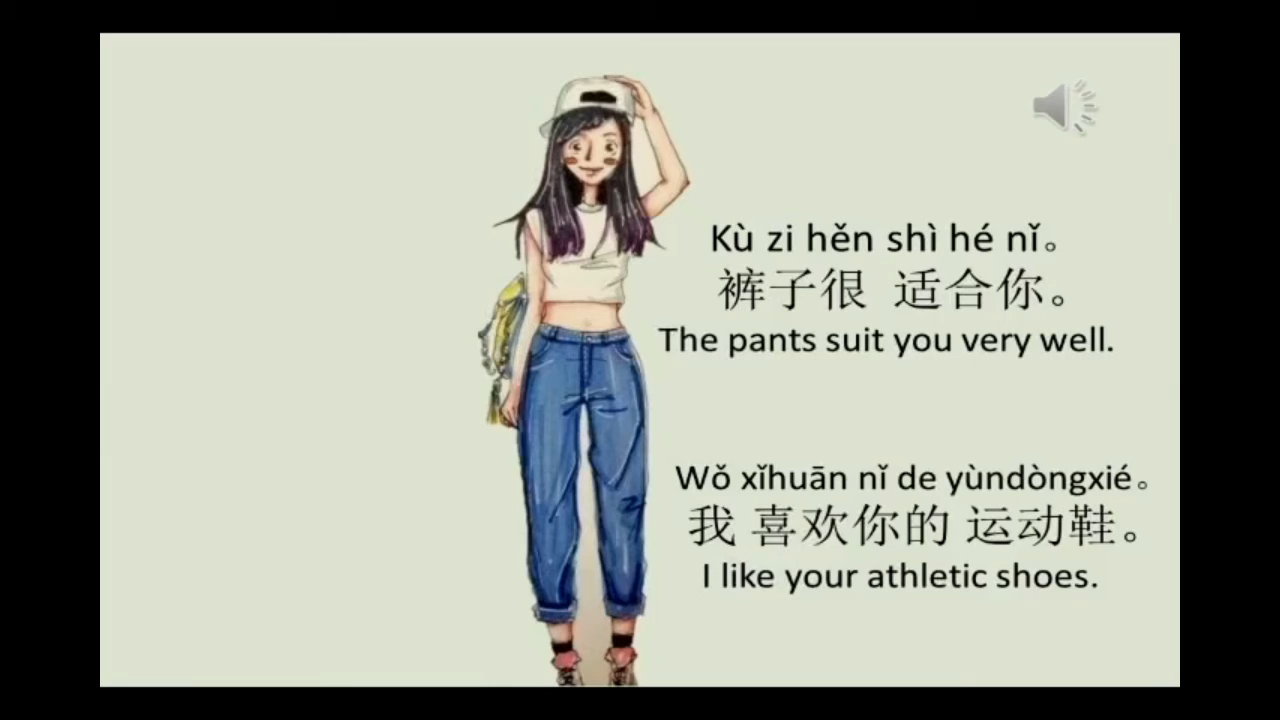 Kù zi hěn shì hé nǐ。
裤子很 适合你。
The pants suit you very well.
Wǒ xǐhuān nǐ de yùndòngxié。
我 喜欢你的 运动鞋。
I like your athletic shoes.